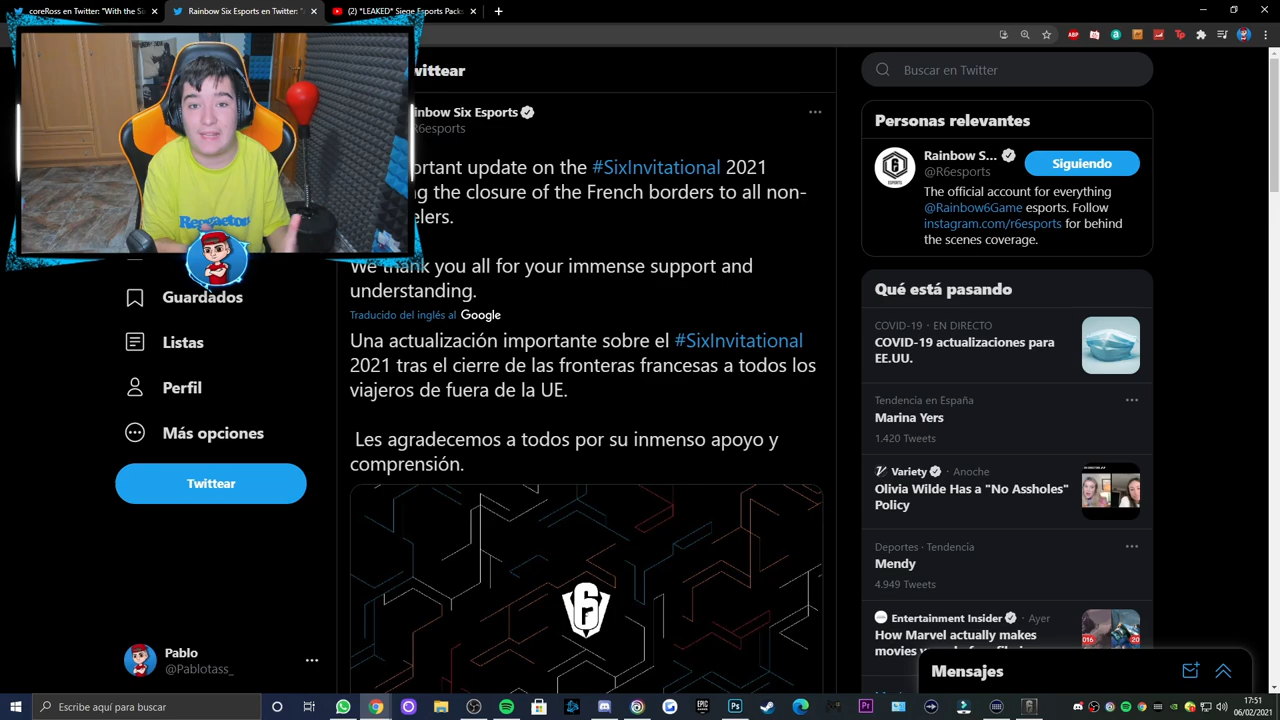 coreRoss en Twitter: "With the Si
Rainbow Six Esports en Twitter: "
(2) *LEAKED* Siege Esports Packs
wittear
inbow Six Esports
R6esports
ortant update on the #SixInvitational 2021
g the closure of the French borders to all non-
elers.
We thank you all for your immense support and
understanding.
Traducido del inglés al Google
Una actualización importante sobre el #SixInvitational
2021 tras el cierre de las fronteras francesas a todos los
viajeros de fuera de la UE.
Les agradecemos a todos por su inmenso apoyo y
comprensión.
Reggaeton
Guardados
Listas
Perfil
Más opciones
Twittear
Pablo
@Pablotass_
Buscar en Twitter
Personas relevantes
Rainbow S...
@R6esports
Siguiendo
The official account for everything
@Rainbow6Game esports. Follow
instagram.com/r6esports for behind
the scenes coverage.
Qué está pasando
COVID-19 · EN DIRECTO
COVID-19 actualizaciones para
EE.UU.
Tendencia en España
Marina Yers
1.420 Tweets
Variety · Anoche
Olivia Wilde Has a "No Assholes"
Policy
Deportes · Tendencia
Mendy
4.949 Tweets
Entertainment Insider · Ayer
How Marvel actually makes
Mensajes
Escribe aquí para buscar
17:51
06/02/2021